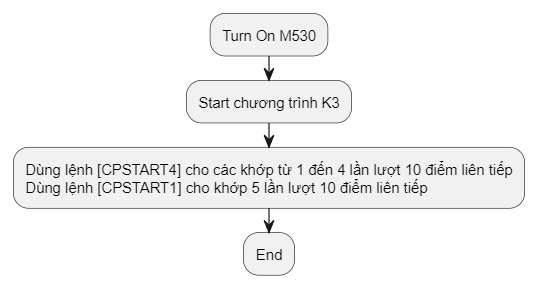 Turn On M530
Start chương trình K3
Dùng lệnh [CPSTART4] cho các khớp từ 1 đến 4 lần lượt 10 điểm liên tiếp
Dùng lệnh [CPSTART1] cho khớp 5 lần lượt 10 điểm liên tiếp
End